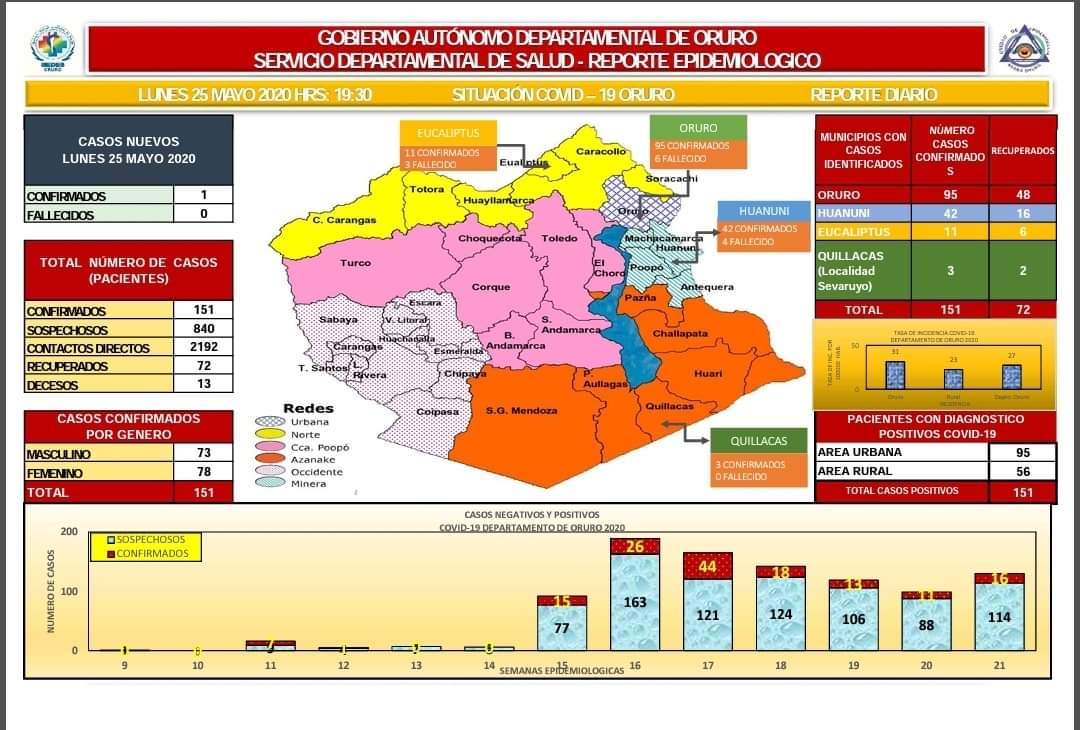 GOBIERNO AUTÓNOMO DEPARTAMENTAL DE ORURO
SERVICIO DEPARTAMENTAL DE SALUD - REPORTE EPIDEMIOLOGICO
LUNES 25 MAYO 2020 HRS: 19:30 SITUACIÓN COVID – 19 ORURO REPORTE DIARIO
CASOS NUEVOS
LUNES 25 MAYO 2020
CONFIRMADOS 1
FALLECIDOS 0
TOTAL NÚMERO DE CASOS
(PACIENTES)
CONFIRMADOS 151
SOSPECHOSOS 840
CONTACTOS DIRECTOS 2192
RECUPERADOS 72
DECESOS 13
CASOS CONFIRMADOS
POR GENERO
MASCULINO 73
FEMENINO 78
TOTAL 151
EUCALIPTUS
11 CONFIRMADOS
3 FALLECIDO
ORURO
95 CONFIRMADOS
6 FALLECIDO
HUANUNI
42 CONFIRMADOS
4 FALLECIDO
QUILLACAS
3 CONFIRMADOS
0 FALLECIDO
Caracollo
Eualiptus
Soracachi
Totora
Huayllamarca
Oruro
C. Carangas
Choquecota
Toledo
Machacamarca
Huanuni
Turco
El
Choro
Poopó
Corque
Antequera
Pazña
Escara
Sabaya
V. Litoral
S.
Andamarca
Challapata
Huachacalla
Carangas
B.
Andamarca
Esmeralda
T. Santos
L.
Rivera
Chipaya
P.
Aullagas
Huari
Coipasa
S.G. Mendoza
Quillacas
Redes
Urbana
Norte
Cca. Poopó
Azanake
Occidente
Minera
MUNICIPIOS CON
CASOS
IDENTIFICADOS
NÚMERO
CASOS
CONFIRMADO
S
RECUPERADOS
ORURO 95 48
HUANUNI 42 16
EUCALIPTUS 11 6
QUILLACAS
(Localidad
Sevaruyo)
3 2
TOTAL 151 72
TASA DE INCIDENCIA COVID-19
DEPARTAMENTO DE ORURO 2020
50
0
31
23
27
Oruro Rural
INCIDENCIA
PACIENTES CON DIAGNOSTICO
POSITIVOS COVID-19
AREA URBANA 95
AREA RURAL 56
TOTAL CASOS POSITIVOS 151
CASOS NEGATIVOS Y POSITIVOS
COVID-19 DEPARTAMENTO DE ORURO 2020
SOSPECHOSOS
CONFIRMADOS
NUMERO DE CASOS
200
100
0
7
15
77
26
163
44
121
18
124
13
106
11
88
16
114
9 10 11 12 13 14 15 16 17 18 19 20 21
SEMANAS EPIDEMIOLOGICAS